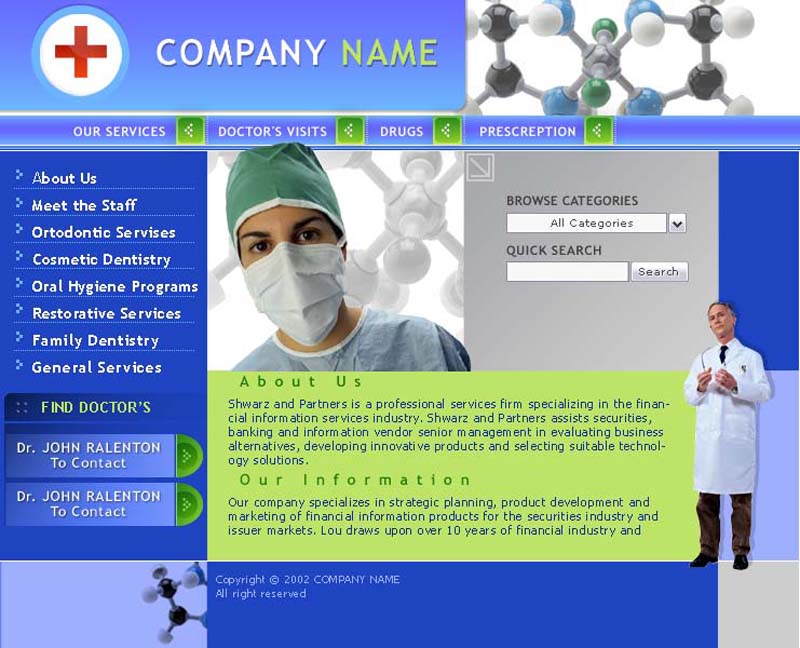 COMPANY NAME
OUR SERVICES DOCTOR'S VISITS DRUGS PRESCREPTION
About Us
Meet the Staff
Ortodontic Servises
Cosmetic Dentistry
Oral Hygiene Programs
Restorative Services
Family Dentistry
General Services
FIND DOCTOR'S
Dr. JOHN RALENTON
To Contact
Dr. JOHN RALENTON
To Contact
BROWSE CATEGORIES
All Categories
QUICK SEARCH
Search
About Us
Shwarz and Partners is a professional services firm specializing in the finan-
cial information services industry. Shwarz and Partners assists securities,
banking and information vendor senior management in evaluating business
alternatives, developing innovative products and selecting suitable technol-
ogy solutions.
Our Information
Our company specializes in strategic planning, product development and
marketing of financial information products for the securities industry and
issuer markets. Lou draws upon over 10 years of financial industry and
Copyright © 2002 COMPANY NAME
All right reserved